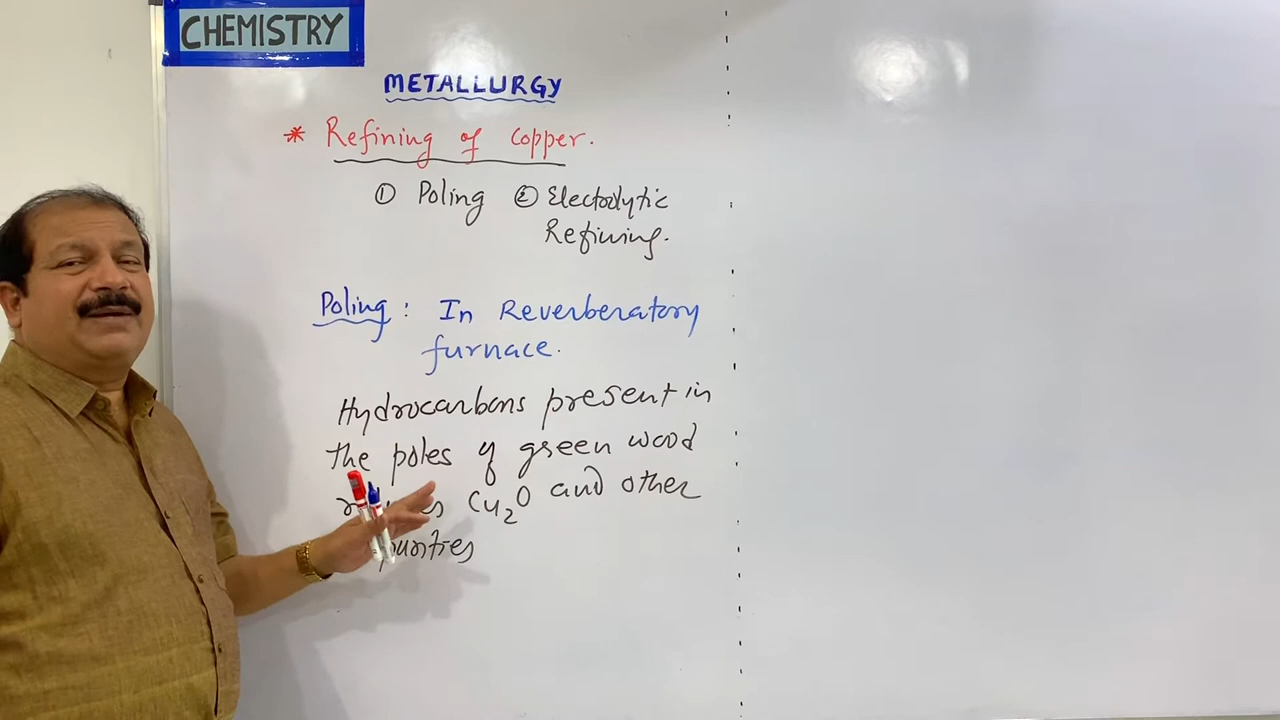 CHEMISTRY
METALLURGY
* Refining of copper.
① Poling ② Electrolytic
Refining.
Poling : In Reverberatory
furnace.
Hydrocarbons present in
the poles of green wood
Cu2O and other